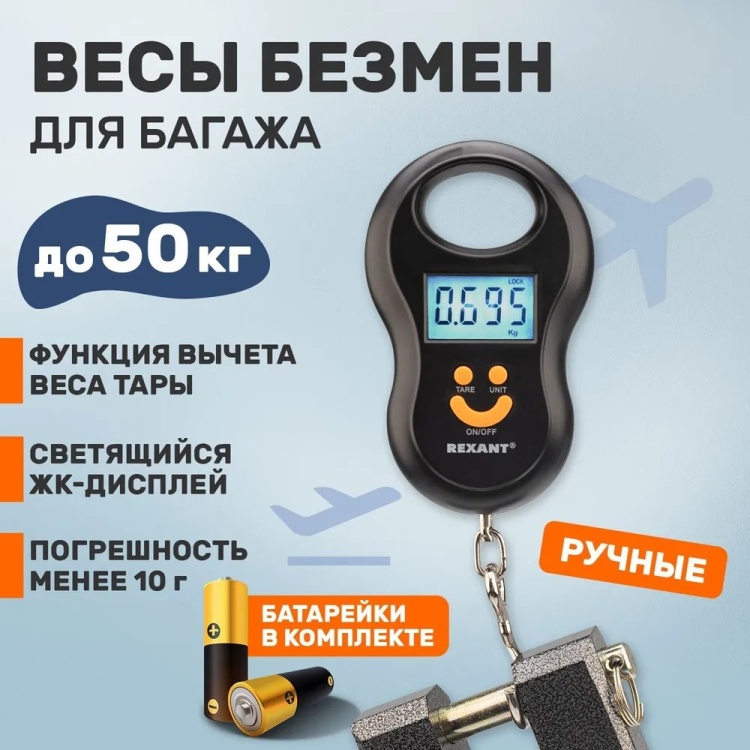 ВЕСЫ БЕЗМЕН
ДЛЯ БАГАЖА
до 50 кг
ФУНКЦИЯ ВЫЧЕТА
ВЕСА ТАРЫ
СВЕТЯЩИЙСЯ
ЖК-ДИСПЛЕЙ
ПОГРЕШНОСТЬ
МЕНЕЕ 10 г
LOCK
0.695
Kg
TARE UNIT
ON/OFF
REXANT®
РУЧНЫЕ
БАТАРЕЙКИ
В КОМПЛЕКТЕ